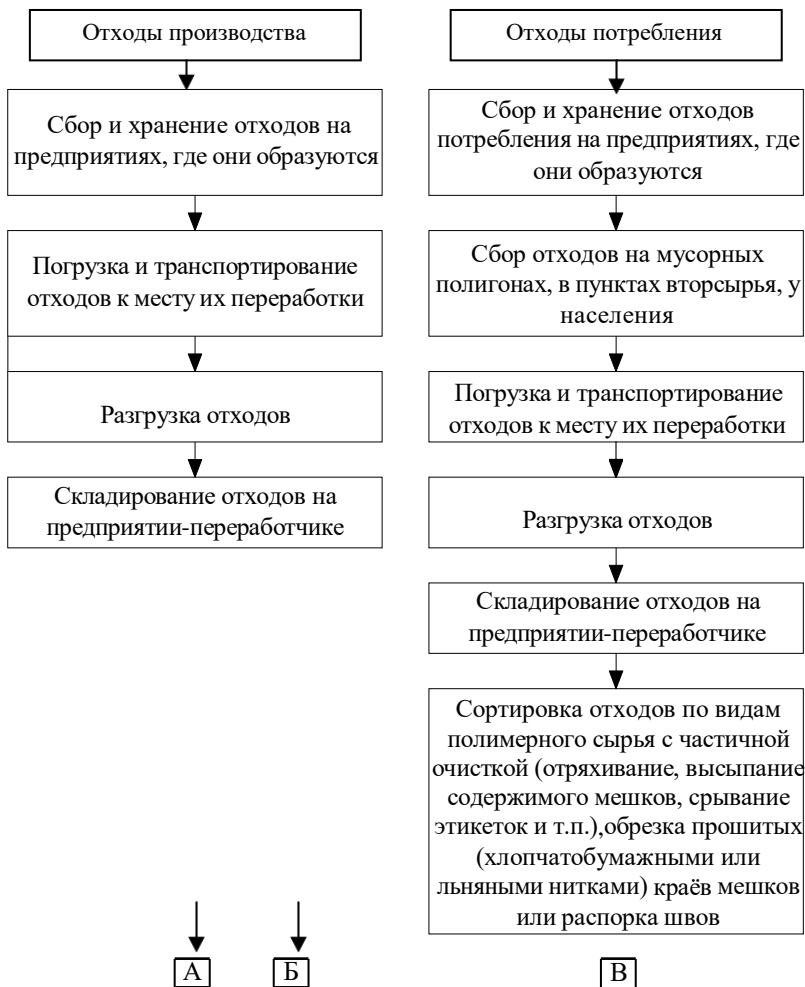 Отходы производства
Сбор и хранение отходов на
предприятиях, где они образуются
Погрузка и транспортирование
отходов к месту их переработки
Разгрузка отходов
Складирование отходов на
предприятии-переработчике
А
Б
Отходы потребления
Сбор и хранение отходов
потребления на предприятиях, где
они образуются
Сбор отходов на мусорных
полигонах, в пунктах вторсырья, у
населения
Погрузка и транспортирование
отходов к месту их переработки
Разгрузка отходов
Складирование отходов на
предприятии-переработчике
Сортировка отходов по видам
полимерного сырья с частичной
очисткой (отряхивание, высыпание
содержимого мешков, срывание
этикеток и т.п.),обрезка прошитых
(хлопчатобумажными или
льняными нитками) краёв мешков
или распорка швов
В